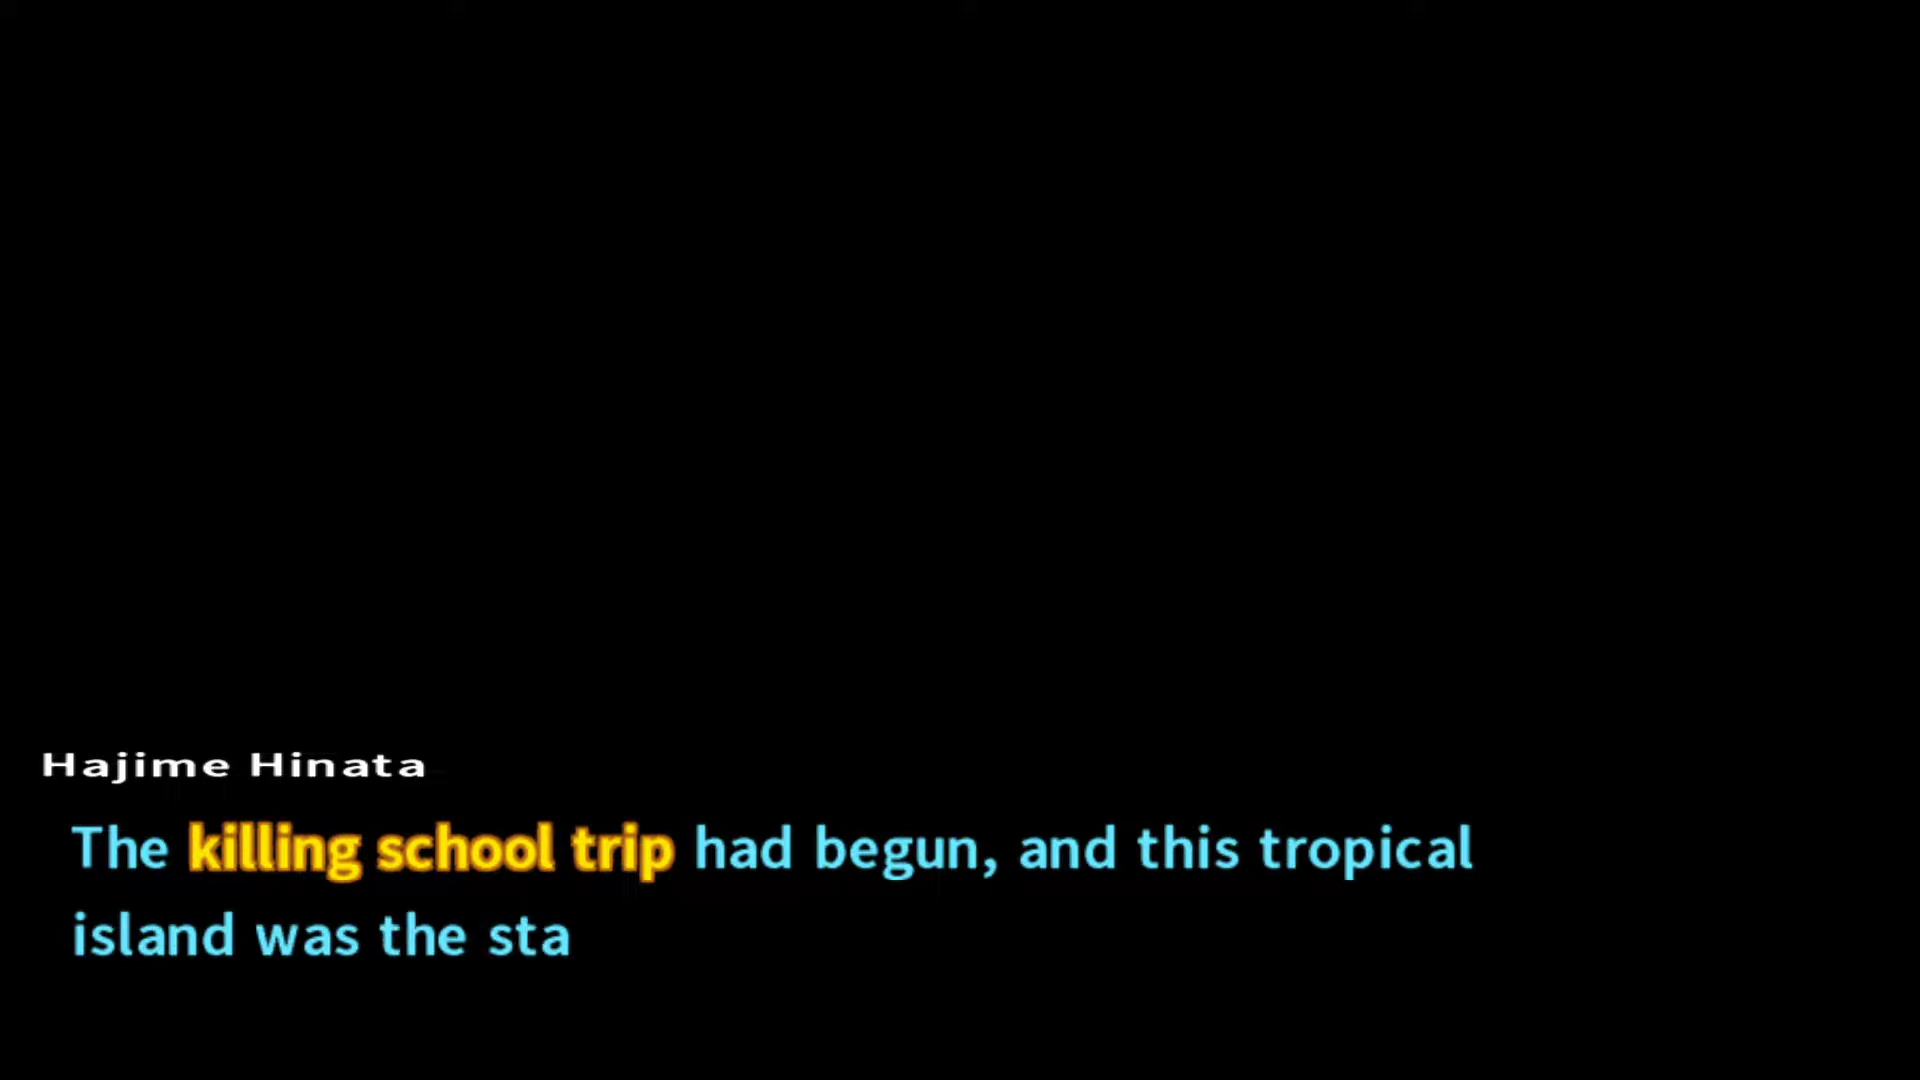 Hajime Hinata
The killing school trip had begun, and this tropical
island was the sta